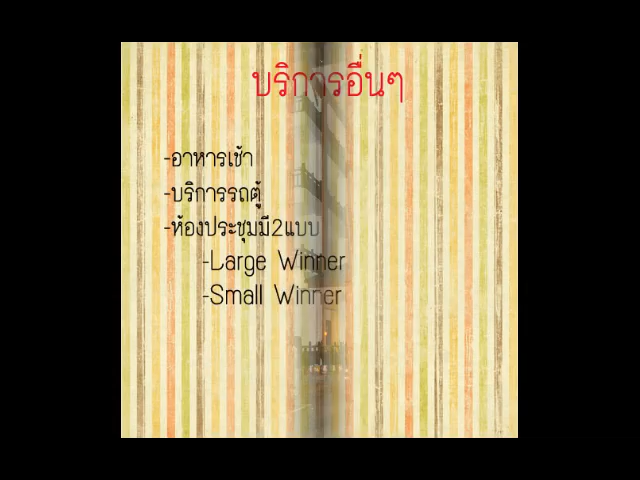 บริการอื่นๆ
-อาหารเช้า
-บริการรถตู้
-ห้องประชุมมี2แบบ
-Large Winner
-Small Winner